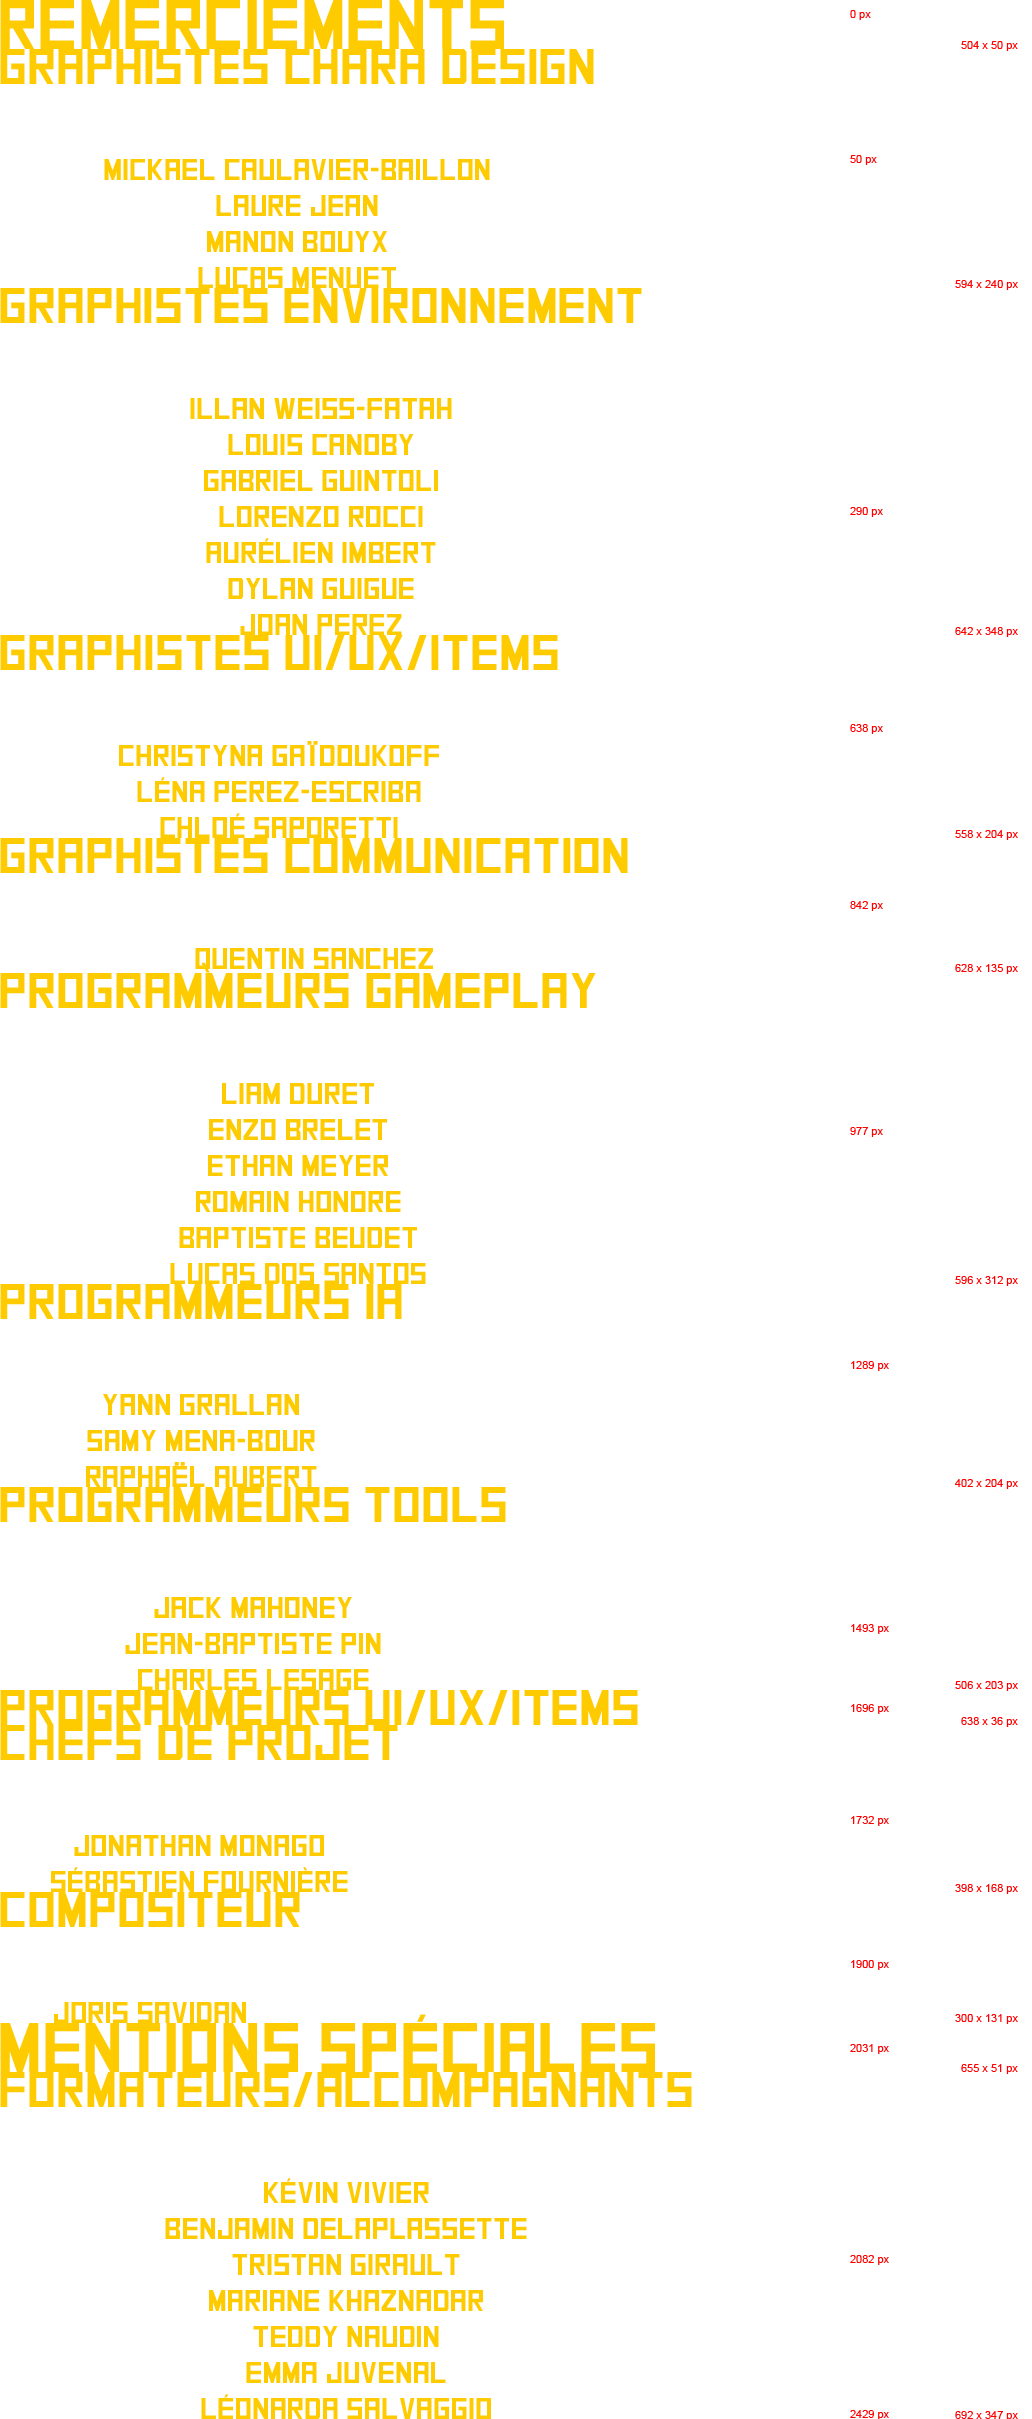 REMERCIEMENTS
0 px
504 x 50 px
GRAPHISTES CHARA DESIGN
MICKAEL CAULAVIER-BAILLON
50 px
LAURE JEAN
MANON BOUYX
LUCAS MENUET
594 x 240 px
GRAPHISTES ENVIRONNEMENT
ILLAN WEISS-FATAH
LOUIS CANOBY
GABRIEL GUINTOLI
LORENZO ROCCI
290 px
AURÉLIEN IMBERT
DYLAN GUIGUE
JOAN PEREZ
642 x 348 px
GRAPHISTES UI/UX/ITEMS
638 px
CHRISTYNA GAÏDOUKOFF
LÉNA PEREZ-ESCRIBA
CHLOÉ SAPORETTI
558 x 204 px
GRAPHISTES COMMUNICATION
842 px
QUENTIN SANCHEZ
628 x 135 px
PROGRAMMEURS GAMEPLAY
LIAM DURET
ENZO BRELET
977 px
ETHAN MEYER
ROMAIN HONORE
BAPTISTE BEUDET
LUCAS DOS SANTOS
596 x 312 px
PROGRAMMEURS IA
1289 px
YANN GRALLAN
SAMY MENA-BOUR
RAPHAËL AUBERT
402 x 204 px
PROGRAMMEURS TOOLS
JACK MAHONEY
1493 px
JEAN-BAPTISTE PIN
CHARLES LESAGE
506 x 203 px
PROGRAMMEURS UI/UX/ITEMS
1696 px
638 x 36 px
CHEFS DE PROJET
1732 px
JONATHAN MONAGO
SÉBASTIEN FOURNIÈRE
398 x 168 px
COMPOSITEUR
1900 px
JORIS SAVIDAN
300 x 131 px
MENTIONS SPÉCIALES
2031 px
655 x 51 px
FORMATEURS/ACCOMPAGNANTS
KÉVIN VIVIER
BENJAMIN DELAPLASSETTE
TRISTAN GIRAULT
2082 px
MARIANE KHAZNADAR
TEDDY NAUDIN
EMMA JUVENAL
LÉONARDA SALVAGGIO
2429 px
692 x 347 px